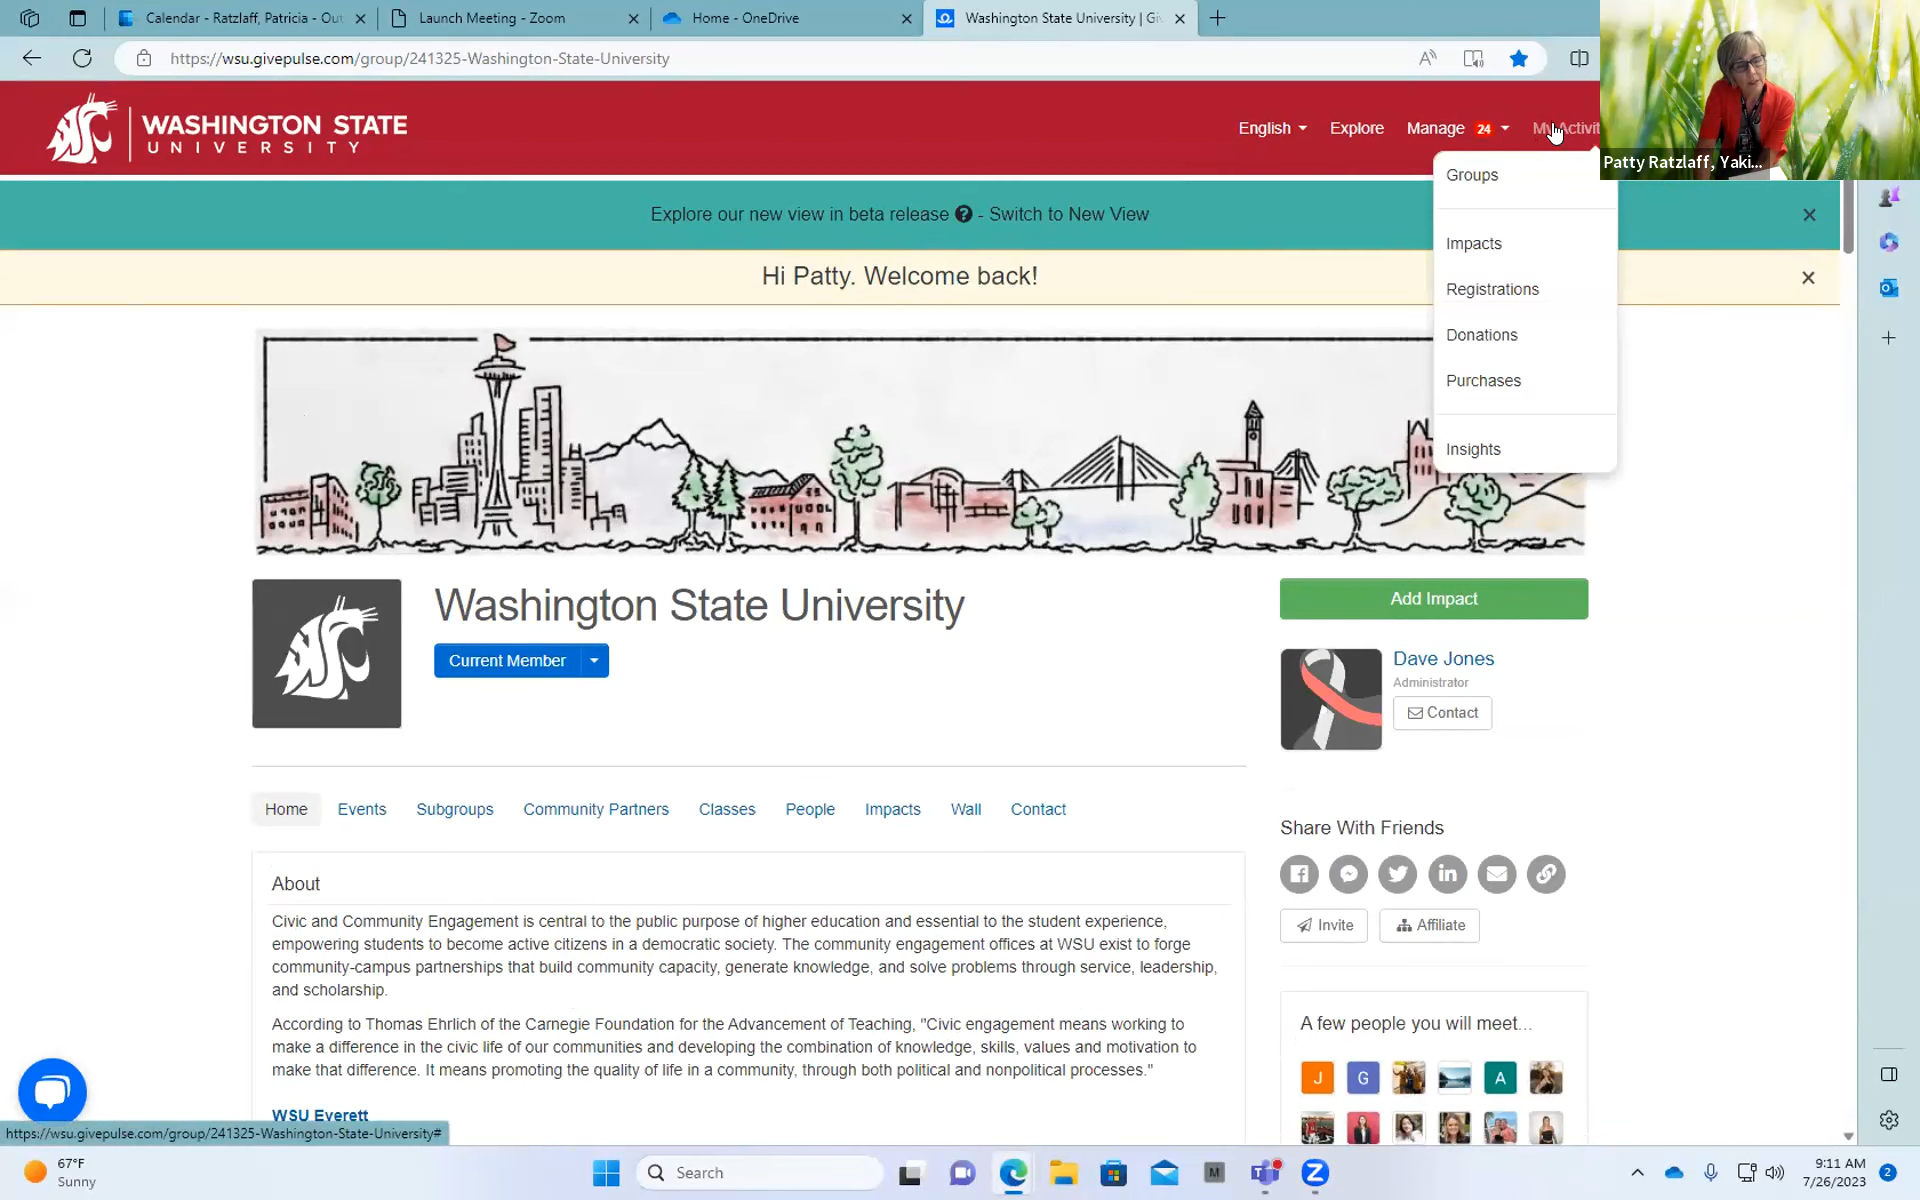 Calendar - Ratzlaff, Patricia - Out
Launch Meeting - Zoom
Home - OneDrive
Washington State University | Gi
https://wsu.givepulse.com/group/241325-Washington-State-University
WASHINGTON STATE
UNIVERSITY
English
Explore
Manage 24
My Activit
Patty Ratzlaff, Yaki...
Groups
Impacts
Registrations
Donations
Purchases
Insights
Explore our new view in beta release - Switch to New View
Hi Patty. Welcome back!
Washington State University
Current Member
Add Impact
Dave Jones
Administrator
Contact
Home
Events
Subgroups
Community Partners
Classes
People
Impacts
Wall
Contact
Share With Friends
Invite
Affiliate
About
Civic and Community Engagement is central to the public purpose of higher education and essential to the student experience,
empowering students to become active citizens in a democratic society. The community engagement offices at WSU exist to forge
community-campus partnerships that build community capacity, generate knowledge, and solve problems through service, leadership,
and scholarship.
According to Thomas Ehrlich of the Carnegie Foundation for the Advancement of Teaching, "Civic engagement means working to
make a difference in the civic life of our communities and developing the combination of knowledge, skills, values and motivation to
make that difference. It means promoting the quality of life in a community, through both political and nonpolitical processes."
WSU Everett
A few people you will meet...
J
G
A
https://wsu.givepulse.com/group/241325-Washington-State-University#
67°F
Sunny
Search
M
9:11 AM
7/26/2023
2